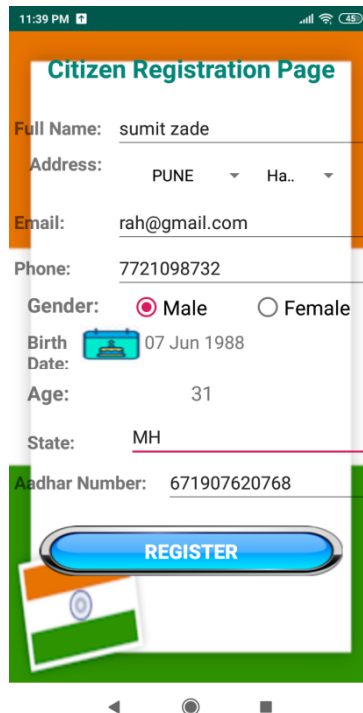 11:39 PM 45
Citizen Registration Page
Full Name: sumit zade
Address: PUNE Ha..
Email: rah@gmail.com
Phone: 7721098732
Gender: Male Female
Birth Date: 07 Jun 1988
Age: 31
State: MH
Aadhar Number: 671907620768
REGISTER